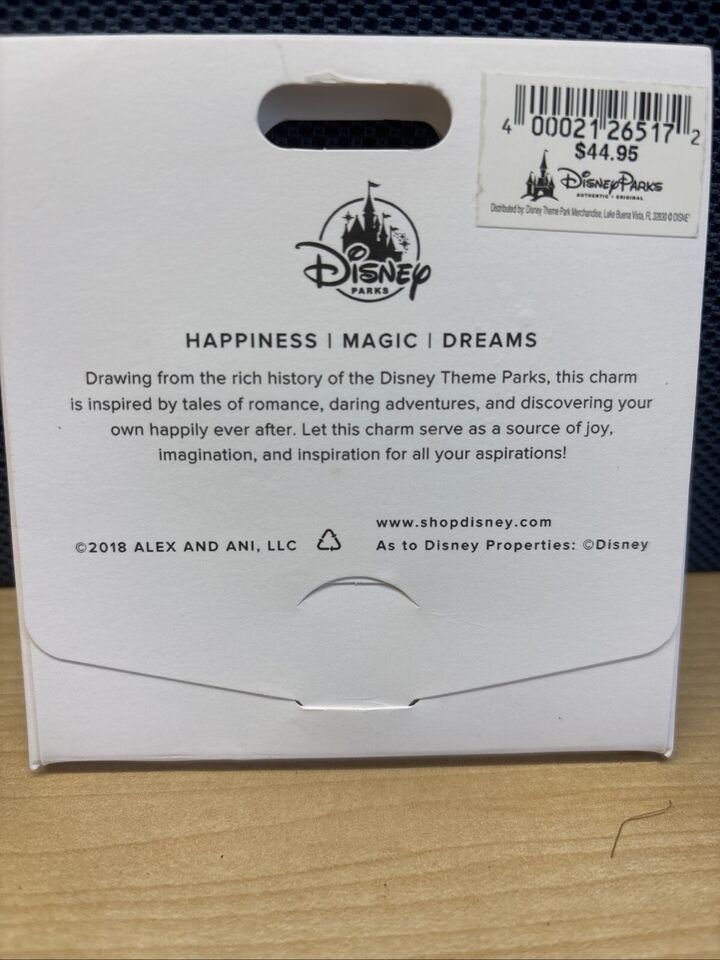 4 00021 26517 2
$44.95
Disney Parks
AUTHENTIC • ORIGINAL
Distributed by: Disney Theme Park Merchandise, Lake Buena Vista, FL 32830 © DISNEY
Disney
PARKS
HAPPINESS | MAGIC | DREAMS
Drawing from the rich history of the Disney Theme Parks, this charm
is inspired by tales of romance, daring adventures, and discovering your
own happily ever after. Let this charm serve as a source of joy,
imagination, and inspiration for all your aspirations!
www.shopdisney.com
©2018 ALEX AND ANI, LLC As to Disney Properties: ©Disney